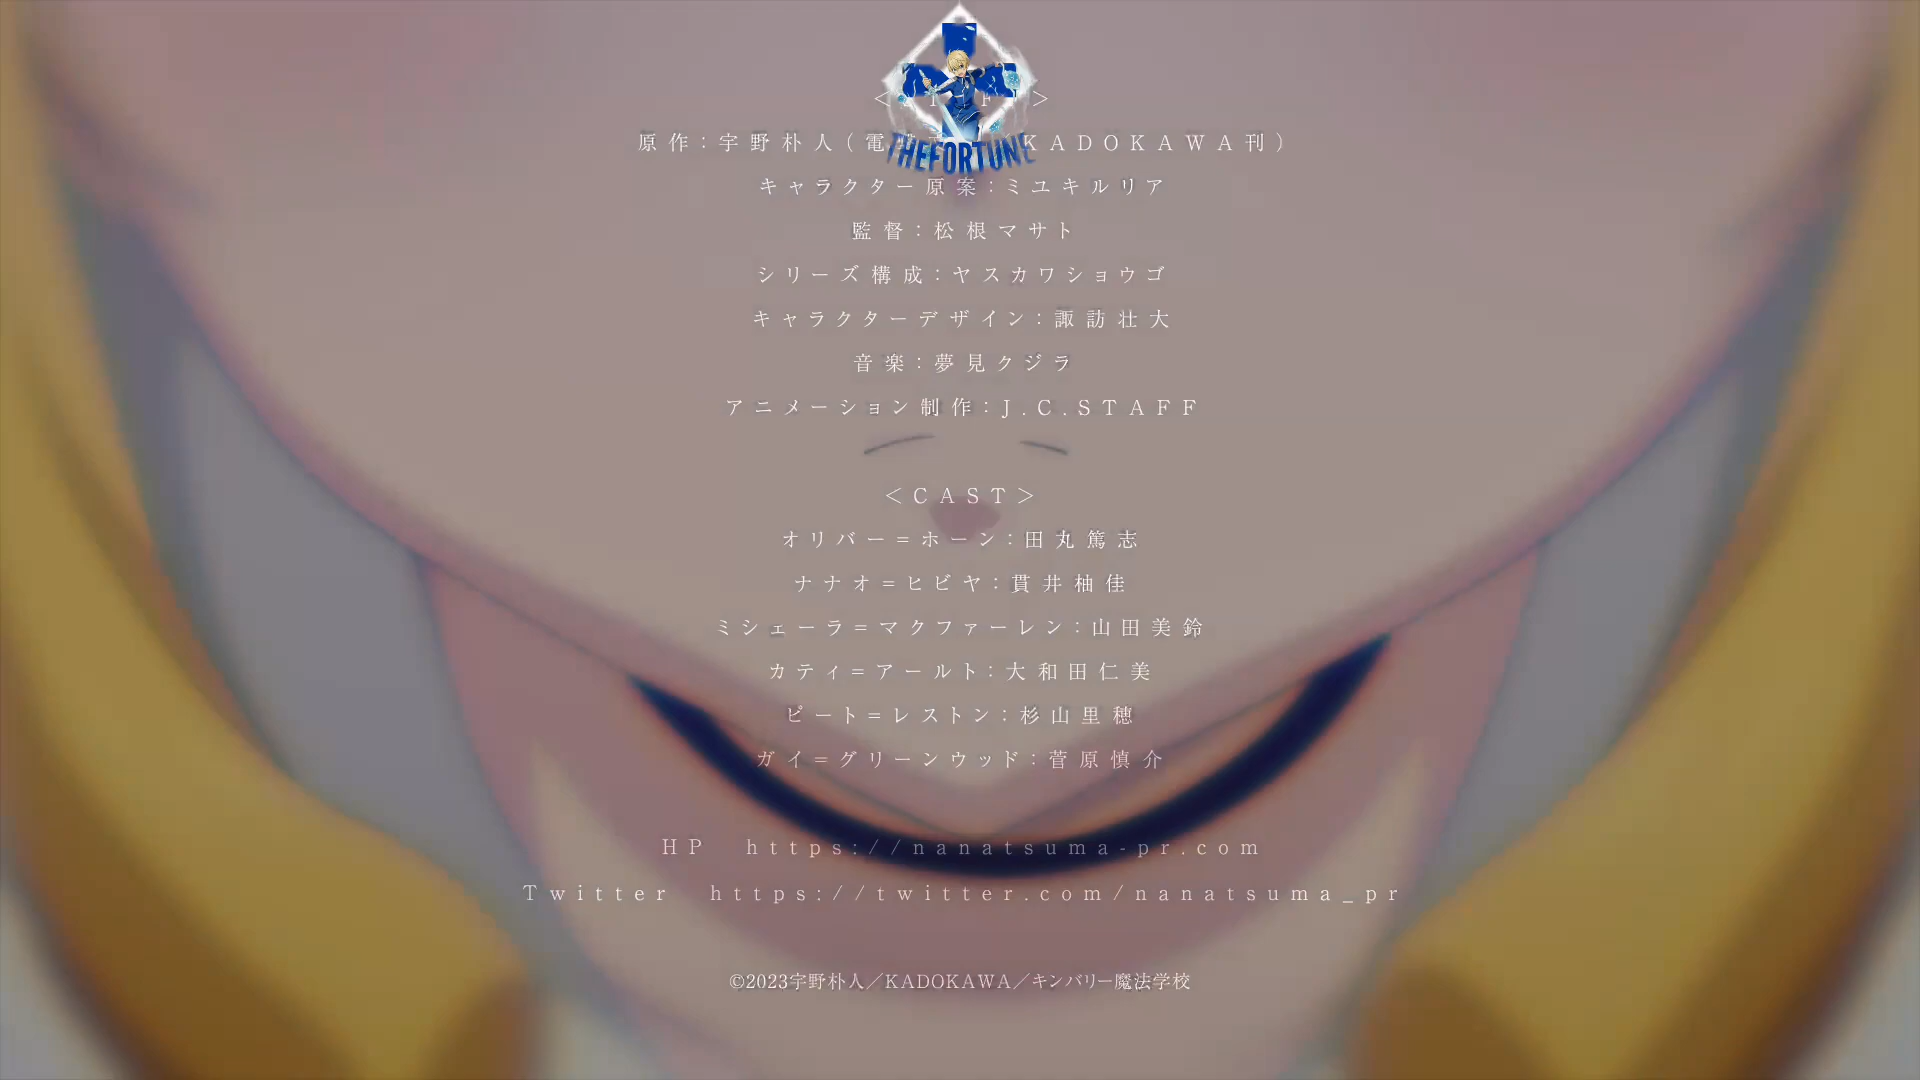 THEFORTUNE
原作：宇野朴人（電 KADOKAWA刊）
キャラクター原案：ミユキルリア
監督：松根マサト
シリーズ構成：ヤスカワショウゴ
キャラクターデザイン：諏訪壮大
音楽：夢見クジラ
アニメーション制作：J.C.STAFF
＜CAST＞
オリバー＝ホーン：田丸篤志
ナナオ＝ヒビヤ：貫井柚佳
ミシェーラ＝マクファーレン：山田美鈴
カティ＝アールト：大和田仁美
ピート＝レストン：杉山里穂
ガイ＝グリーンウッド：菅原慎介
HP　https://nanatsuma-pr.com
Twitter　https://twitter.com/nanatsuma_pr
©2023宇野朴人／KADOKAWA／キンバリー魔法学校